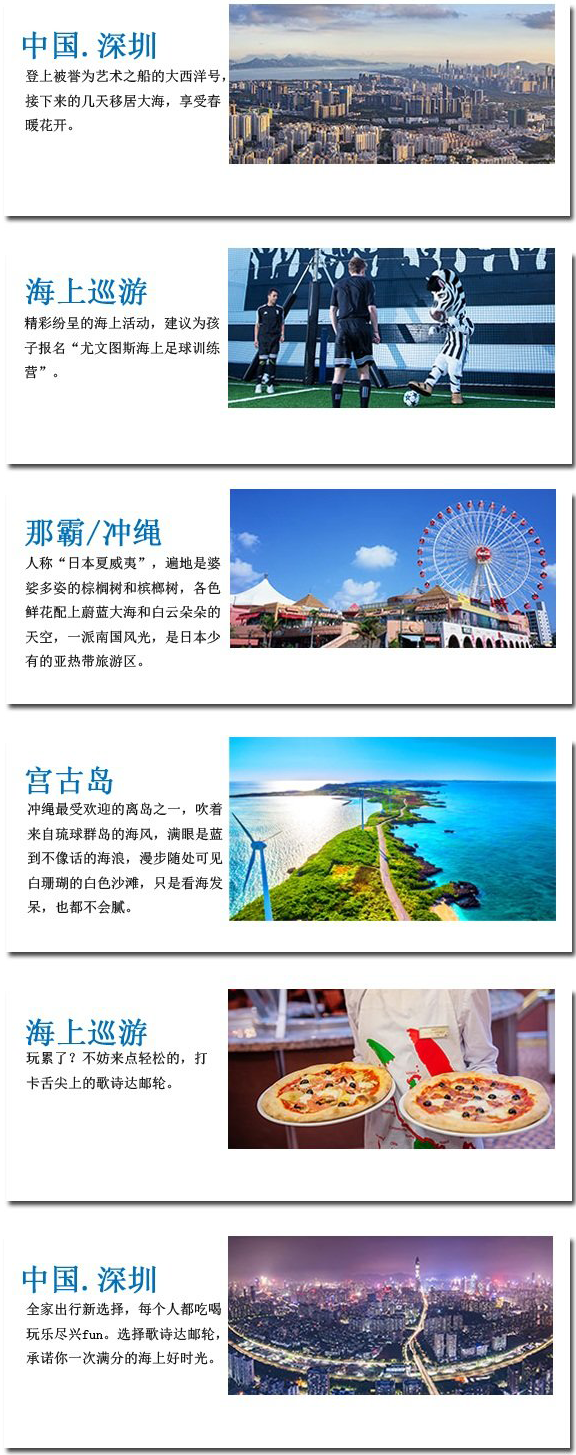 中国.深圳
登上被誉为艺术之船的大西洋号，
接下来的几天移居大海，享受春
暖花开。
海上巡游
精彩纷呈的海上活动，建议为孩
子报名“尤文图斯海上足球训练
营”。
那霸/冲绳
人称“日本夏威夷”，遍地是婆
娑多姿的棕榈树和槟榔树，各色
鲜花配上蔚蓝大海和白云朵朵的
天空，一派南国风光，是日本少
有的亚热带旅游区。
宫古岛
冲绳最受欢迎的离岛之一，吹着
来自琉球群岛的海风，满眼是蓝
到不像话的海浪，漫步随处可见
白珊瑚的白色沙滩，只是看海发
呆，也都不会腻。
海上巡游
玩累了？不妨来点轻松的，打
卡舌尖上的歌诗达邮轮。
中国.深圳
全家出行新选择，每个人都吃喝
玩乐尽兴fun。选择歌诗达邮轮，
承诺你一次满分的海上好时光。